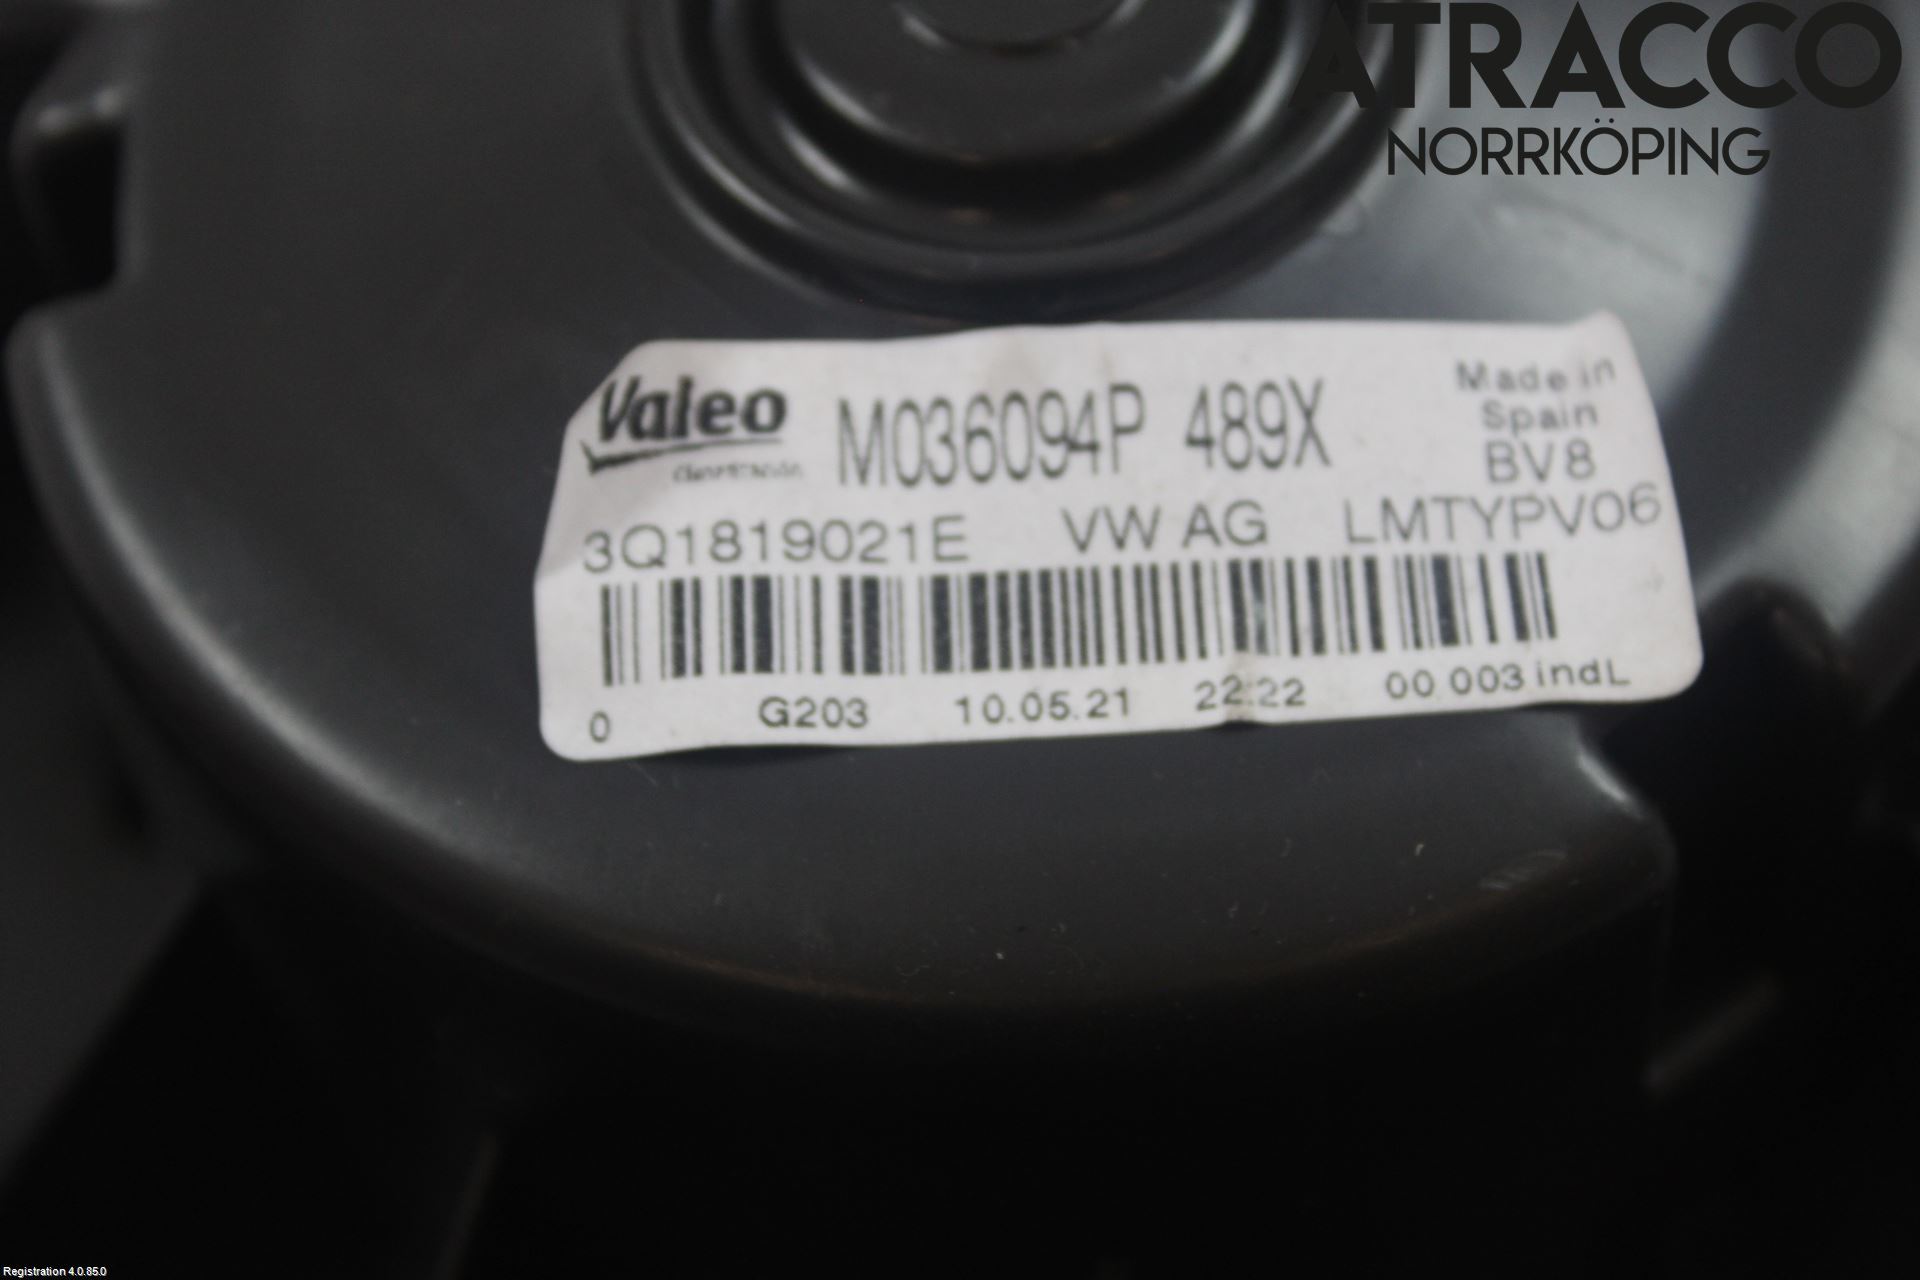 ATRACCO
NORRKÖPING
Valeo M036094P 489X
Made in
Spain
BV8
3Q1819021E VW AG LMTYPV06
0 G203 10.05.21 22:22 00 003 indL
Registration 4.0.85.0